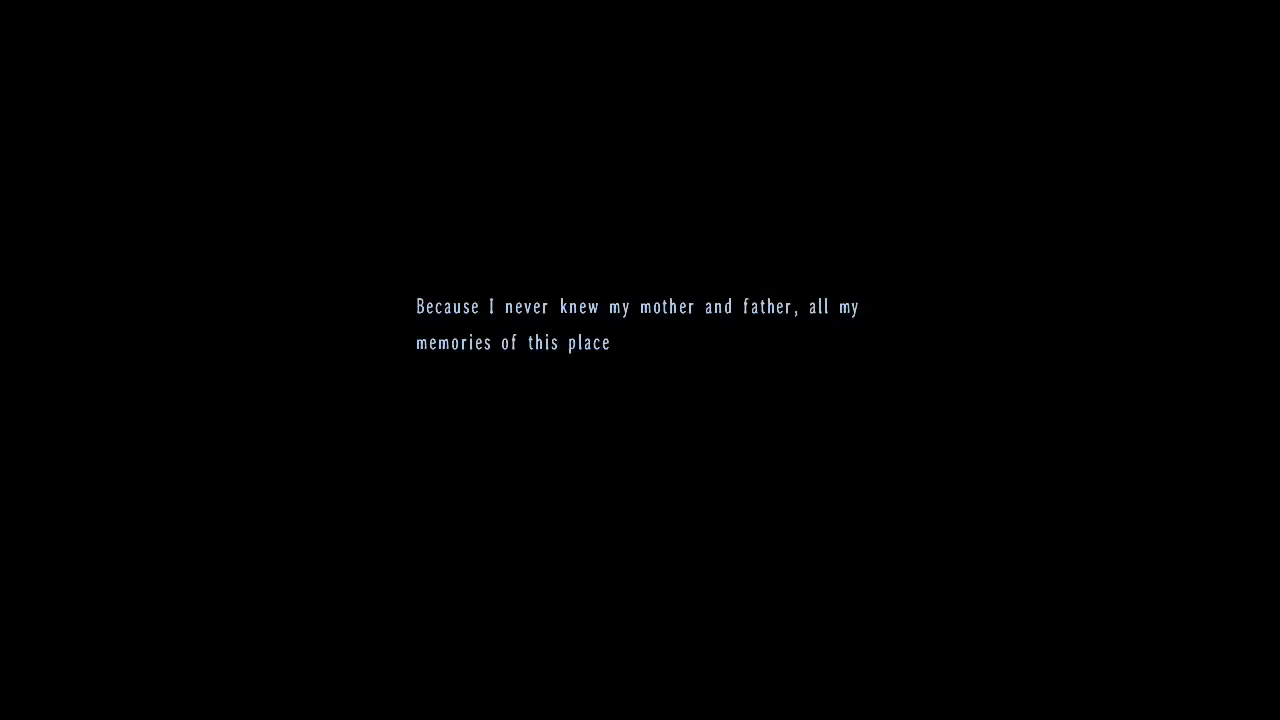 Because I never knew my mother and father, all my
memories of this place